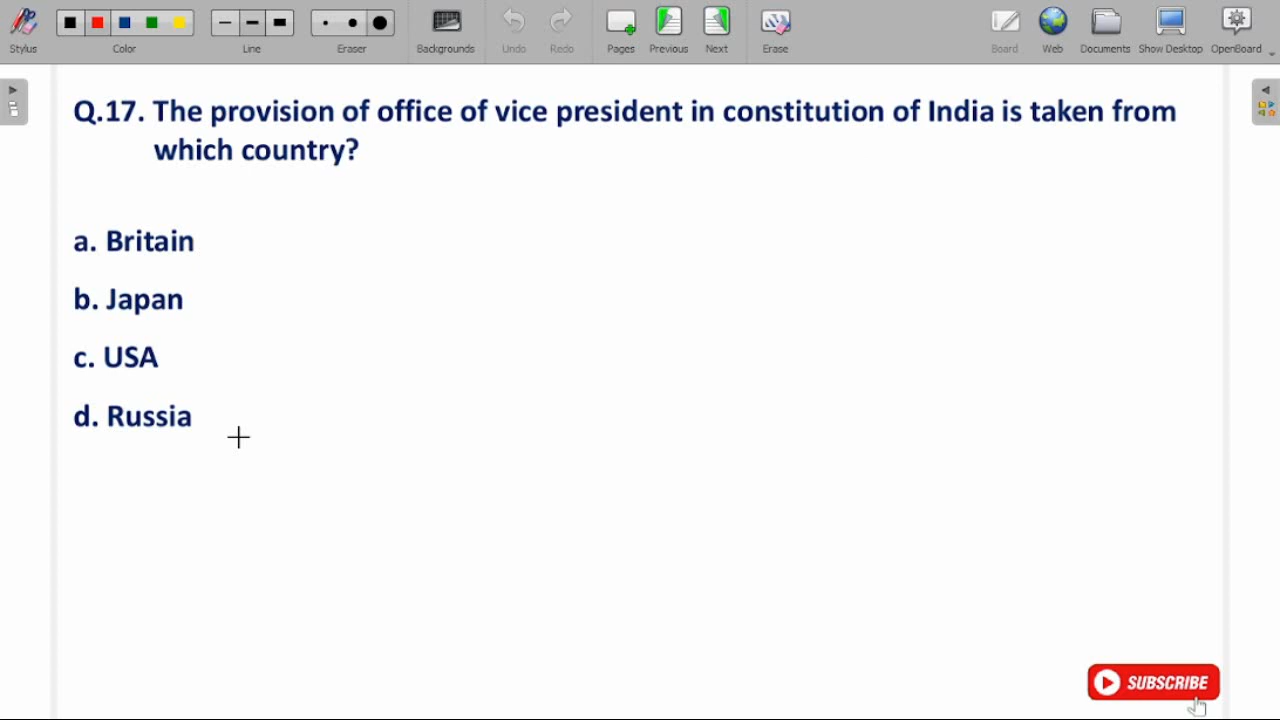 Stylus
Color
Line
Eraser
Backgrounds
Undo
Redo
Pages
Previous
Next
Erase
Board
Web
Documents
Show Desktop
OpenBoard
Q.17. The provision of office of vice president in constitution of India is taken from
which country?
a. Britain
b. Japan
c. USA
d. Russia
SUBSCRIBE